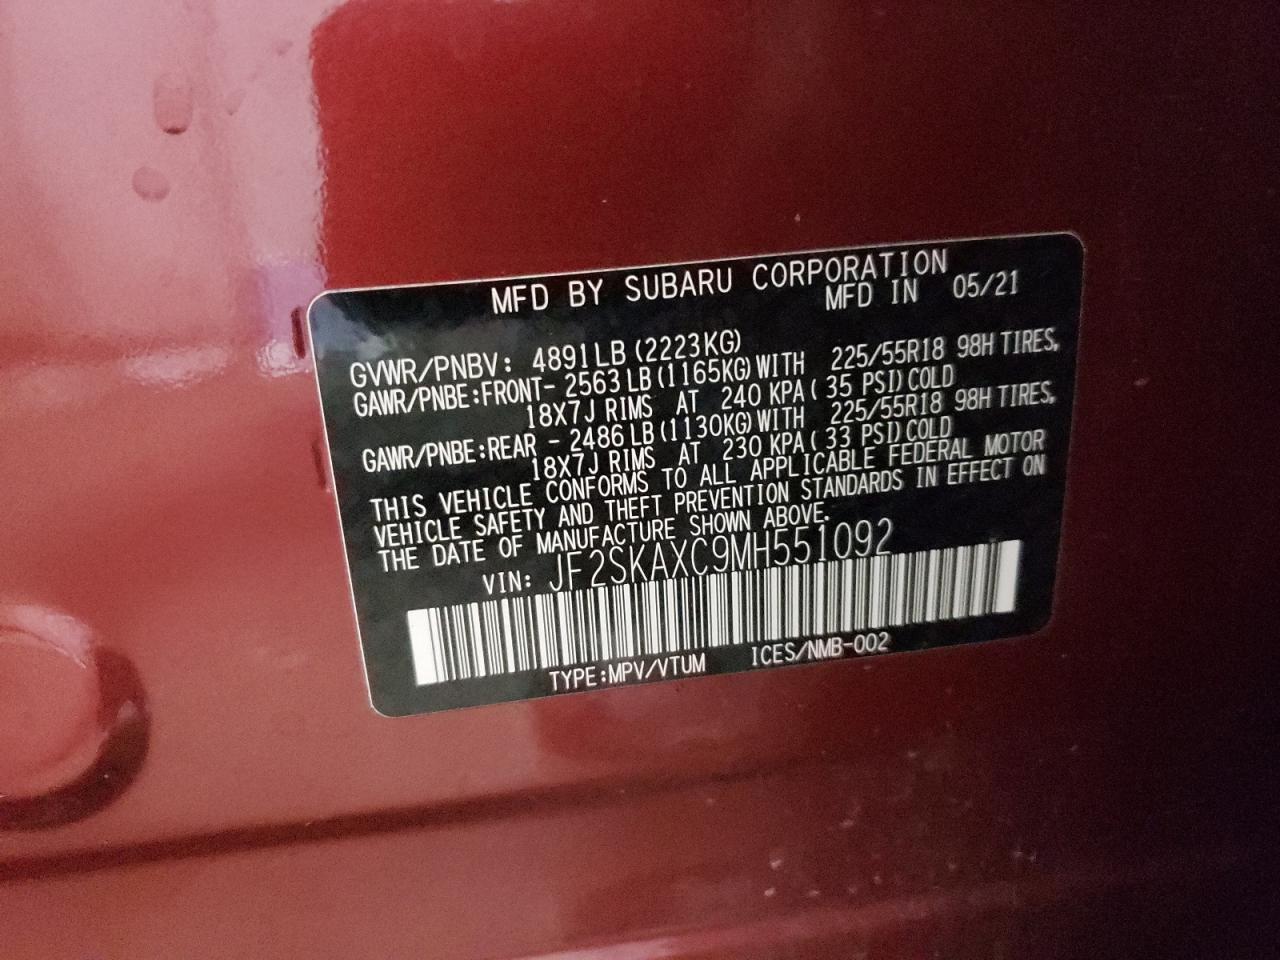 MFD BY SUBARU CORPORATION
MFD IN 05/21
GVWR/PNBV: 4891LB (2223KG)
GAWR/PNBE:FRONT- 2563LB(1165KG)WITH 225/55R18 98H TIRES,
18X7J RIMS AT 240 KPA( 35 PSI)COLD
GAWR/PNBE:REAR - 2486LB(1130KG)WITH 225/55R18 98H TIRES,
18X7J RIMS AT 230 KPA( 33 PSI)COLD
THIS VEHICLE CONFORMS TO ALL APPLICABLE FEDERAL MOTOR
VEHICLE SAFETY AND THEFT PREVENTION STANDARDS IN EFFECT ON
THE DATE OF MANUFACTURE SHOWN ABOVE.
VIN: JF2SKAXC9MH551092
TYPE:MPV/VTUM ICES/NMB-002